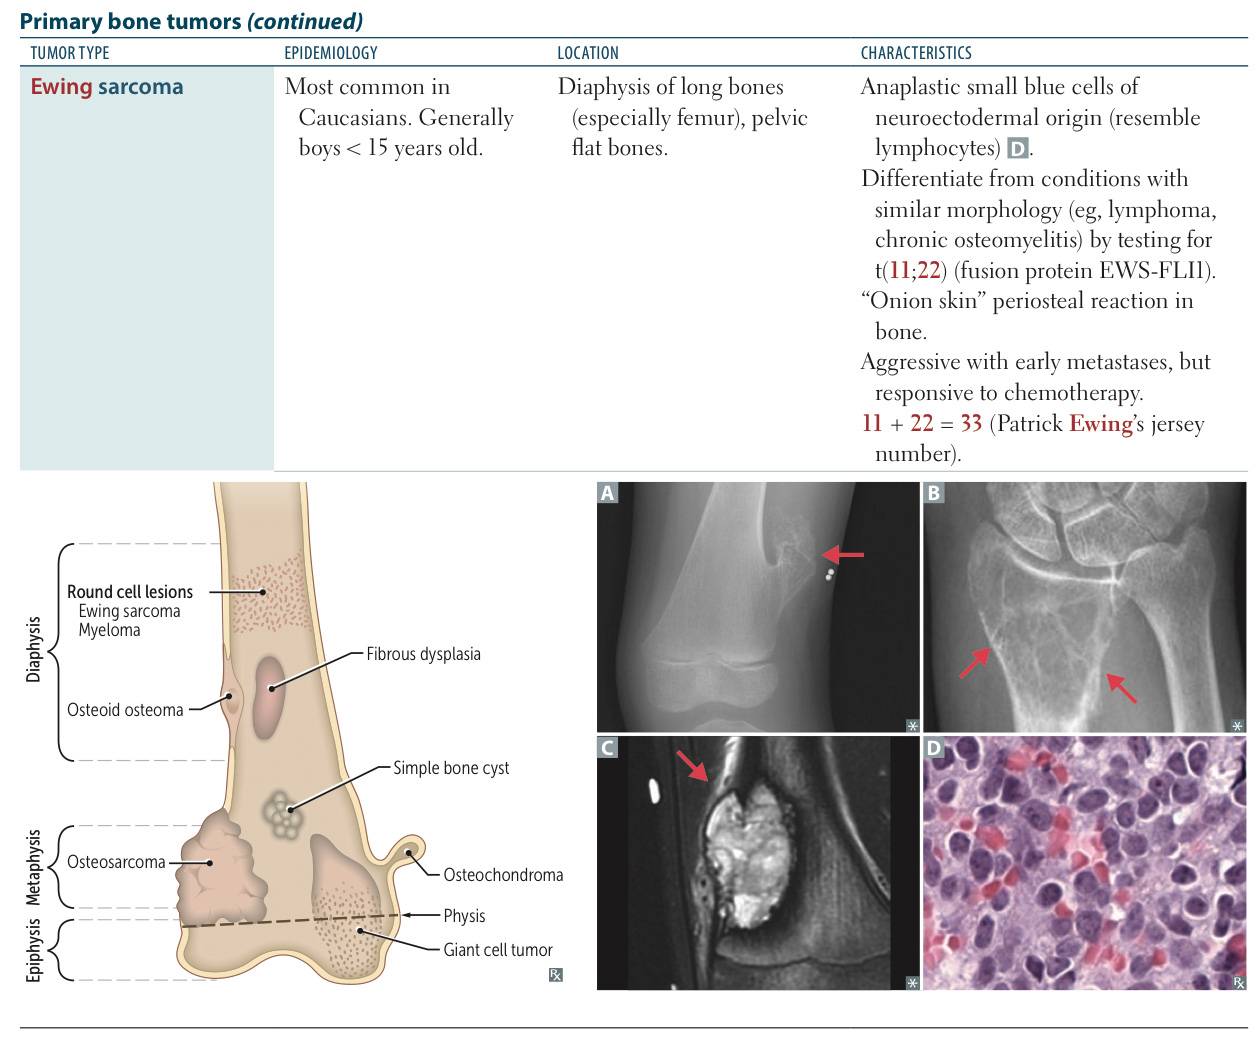 Primary bone tumors (continued)
TUMOR TYPE
EPIDEMIOLOGY
LOCATION
CHARACTERISTICS
Ewing sarcoma
Most common in
Caucasians. Generally
boys < 15 years old.
Diaphysis of long bones
(especially femur), pelvic
flat bones.
Anaplastic small blue cells of
neuroectodermal origin (resemble
lymphocytes) D.
Differentiate from conditions with
similar morphology (eg, lymphoma,
chronic osteomyelitis) by testing for
t(11;22) (fusion protein EWS-FLI1).
“Onion skin” periosteal reaction in
bone.
Aggressive with early metastases, but
responsive to chemotherapy.
11 + 22 = 33 (Patrick Ewing’s jersey
number).
Diaphysis
Round cell lesions
Ewing sarcoma
Myeloma
Fibrous dysplasia
Osteoid osteoma
Simple bone cyst
Metaphysis
Osteosarcoma
Osteochondroma
Physis
Epiphysis
Giant cell tumor
Rx
A
*
B
*
C
*
D
Rx